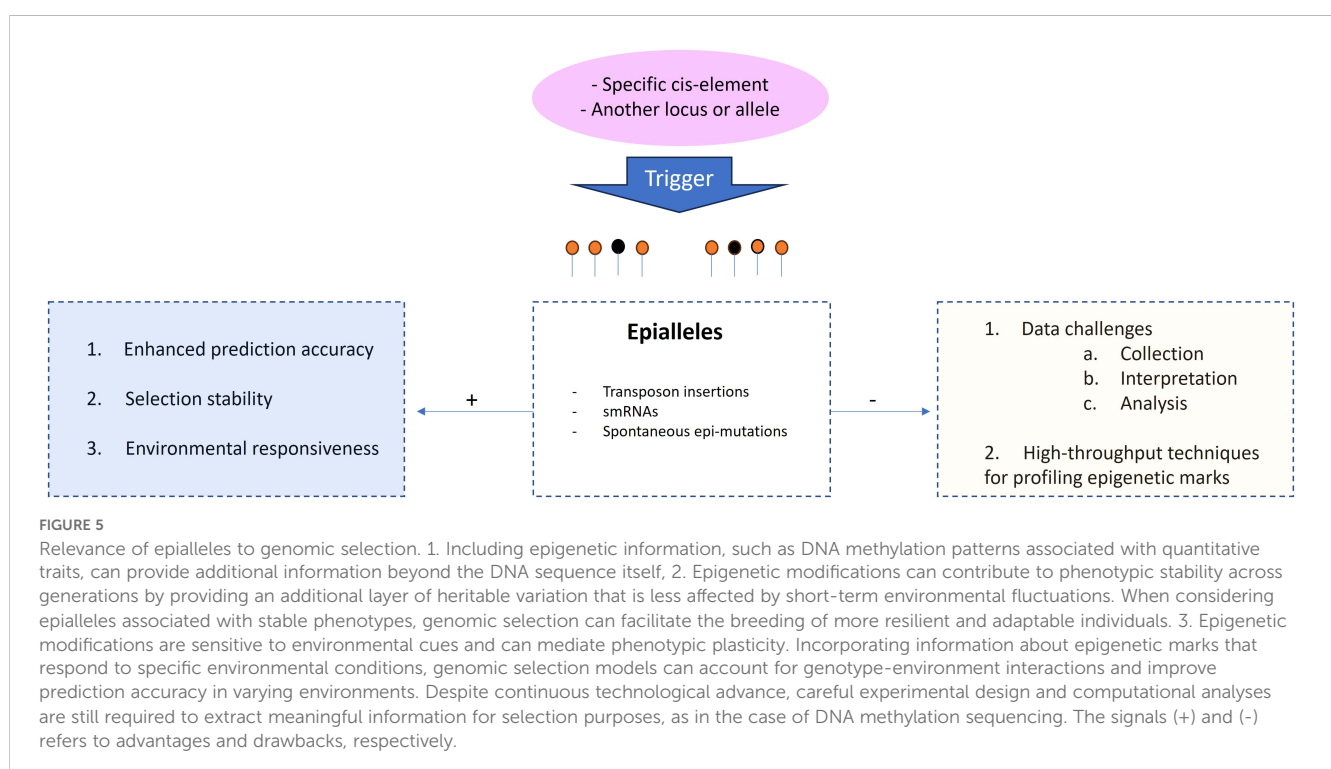 - Specific cis-element
- Another locus or allele
Trigger
1. Enhanced prediction accuracy
2. Selection stability
3. Environmental responsiveness
+
Epialleles
- Transposon insertions
- smRNAs
- Spontaneous epi-mutations
-
1. Data challenges
a. Collection
b. Interpretation
c. Analysis
2. High-throughput techniques
for profiling epigenetic marks
FIGURE 5
Relevance of epialleles to genomic selection. 1. Including epigenetic information, such as DNA methylation patterns associated with quantitative
traits, can provide additional information beyond the DNA sequence itself, 2. Epigenetic modifications can contribute to phenotypic stability across
generations by providing an additional layer of heritable variation that is less affected by short-term environmental fluctuations. When considering
epialleles associated with stable phenotypes, genomic selection can facilitate the breeding of more resilient and adaptable individuals. 3. Epigenetic
modifications are sensitive to environmental cues and can mediate phenotypic plasticity. Incorporating information about epigenetic marks that
respond to specific environmental conditions, genomic selection models can account for genotype-environment interactions and improve
prediction accuracy in varying environments. Despite continuous technological advance, careful experimental design and computational analyses
are still required to extract meaningful information for selection purposes, as in the case of DNA methylation sequencing. The signals (+) and (-)
refers to advantages and drawbacks, respectively.